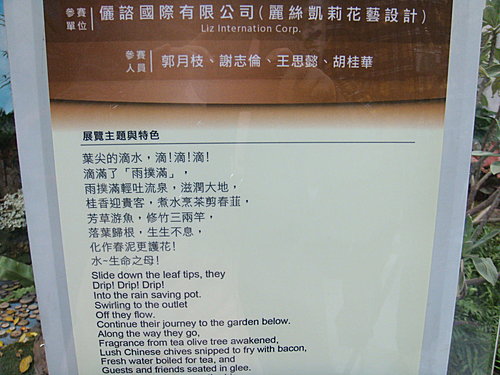 參賽單位 儷諮國際有限公司(麗絲凱莉花藝設計)
Liz Internation Corp.
參賽人員 郭月枝、謝志倫、王思懿、胡桂華
展覽主題與特色
葉尖的滴水，滴!滴!滴!
滴滿了「雨撲滿」，
雨撲滿輕吐流泉，滋潤大地，
桂香迎貴客，煮水烹茶剪春韮，
芳草游魚，修竹三兩竿，
落葉歸根，生生不息，
化作春泥更護花!
水~生命之母!
Slide down the leaf tips, they
Drip! Drip! Drip!
Into the rain saving pot.
Swirling to the outlet
Off they flow.
Continue their journey to the garden below.
Along the way they go,
Fragrance from tea olive tree awakened,
Lush Chinese chives snipped to fry with bacon,
Fresh water boiled for tea, and
Guests and friends seated in glee.